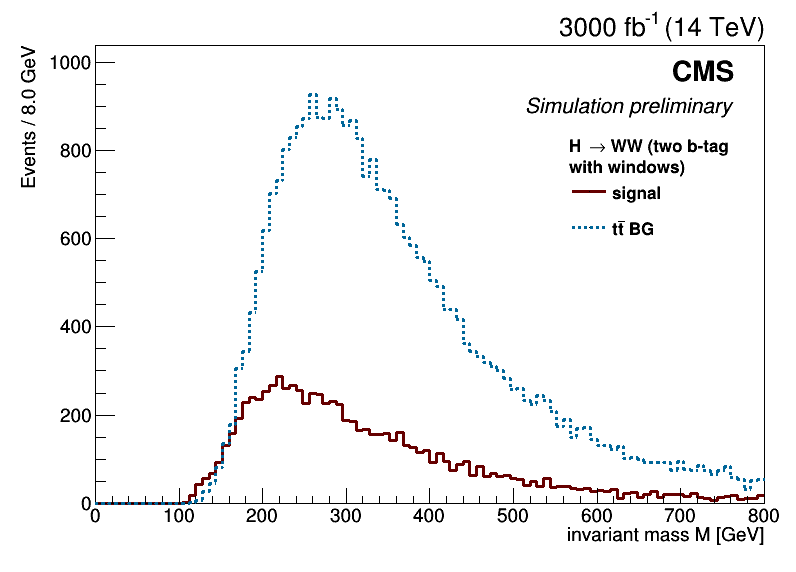 3000 fb-1 (14 TeV)
Events / 8.0 GeV
1000
800
600
400
200
0
CMS
Simulation preliminary
H → WW (two b-tag
with windows)
signal
tt̄ BG
0 100 200 300 400 500 600 700 800
invariant mass M [GeV]